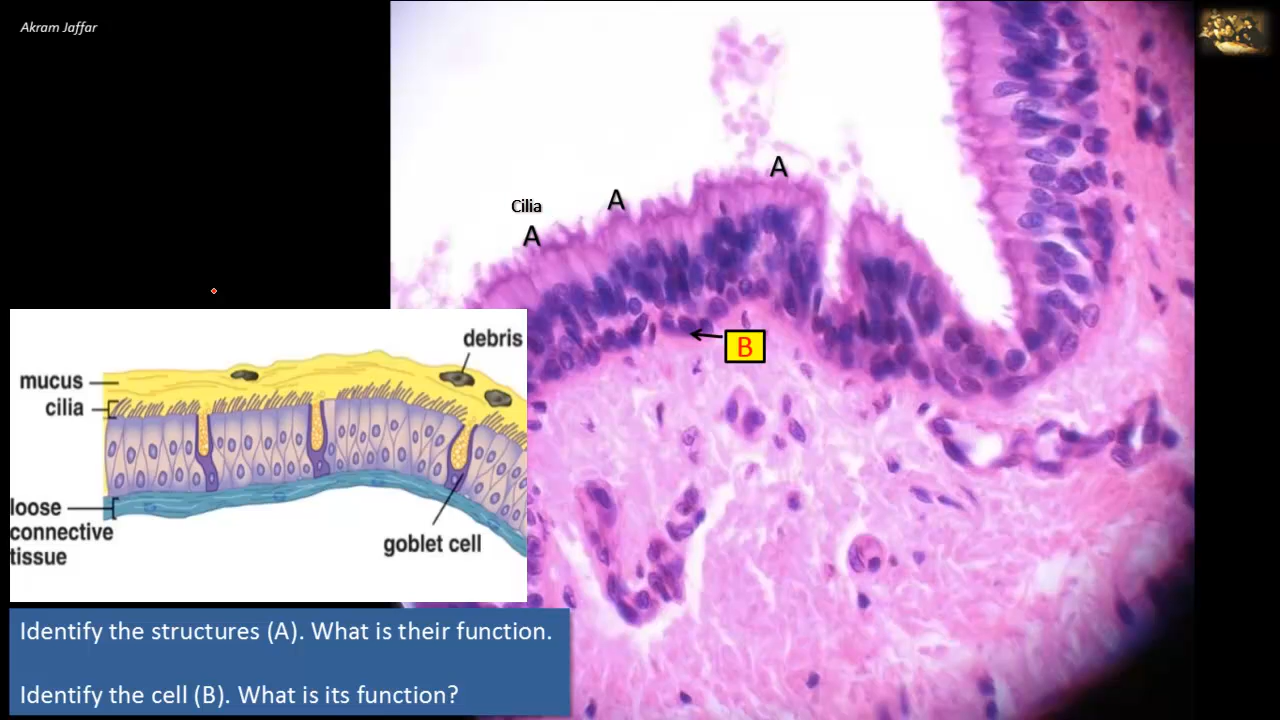 Akram Jaffar
A
A
Cilia
A
B
debris
mucus
cilia
loose
connective
tissue
goblet cell
Identify the structures (A). What is their function.
Identify the cell (B). What is its function?